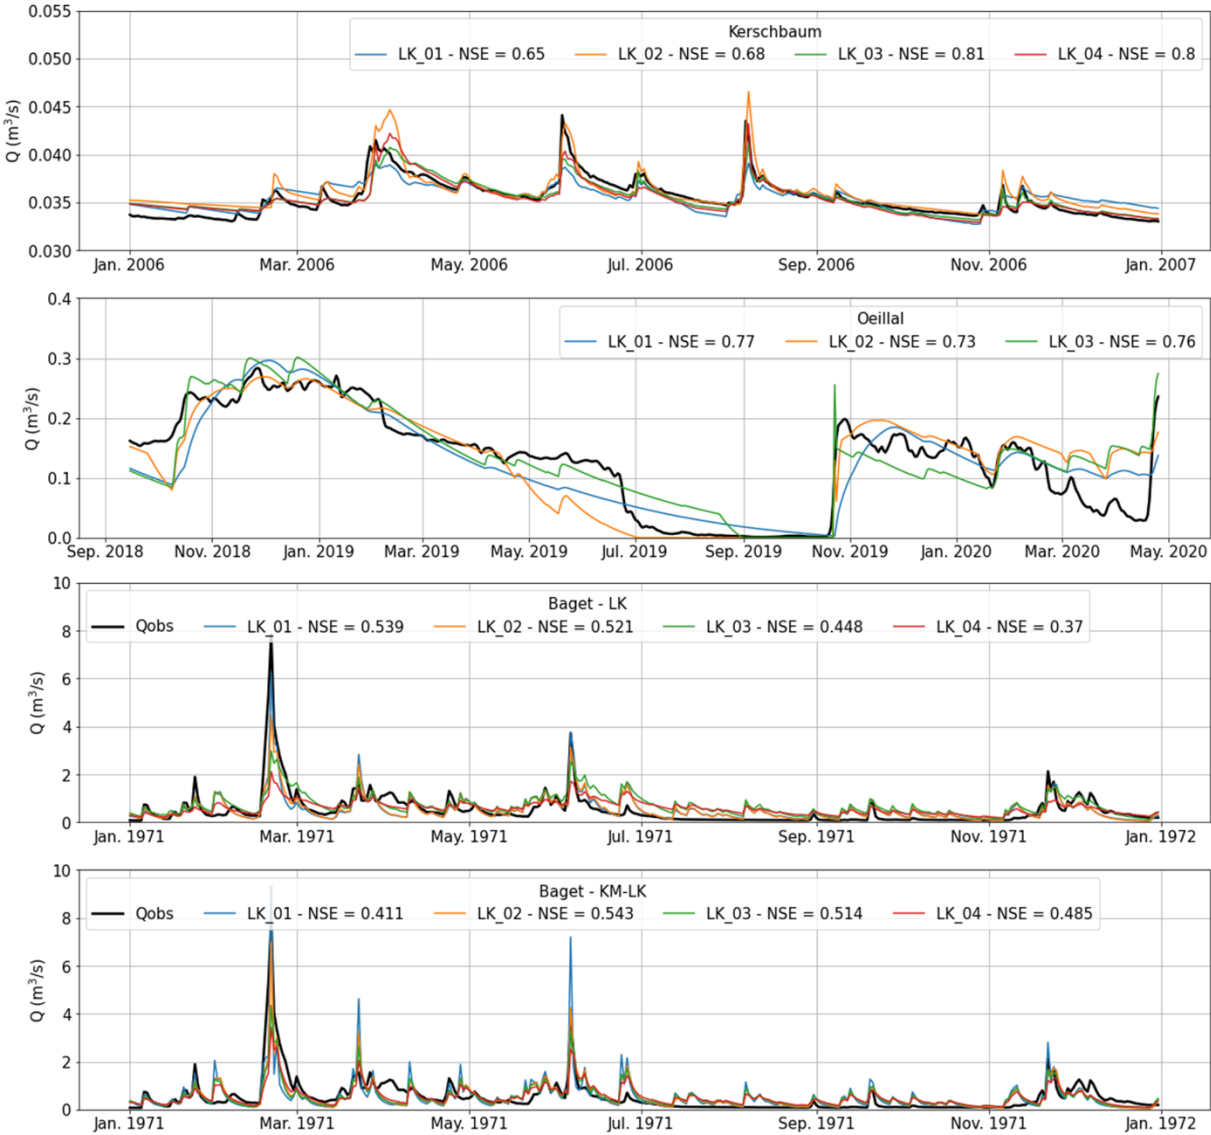 Kerschbaum
LK_01 - NSE = 0.65 LK_02 - NSE = 0.68 LK_03 - NSE = 0.81 LK_04 - NSE = 0.8
0.055
0.050
0.045
0.040
0.035
0.030
Q (m³/s)
Jan. 2006 Mar. 2006 May. 2006 Jul. 2006 Sep. 2006 Nov. 2006 Jan. 2007
Oeillal
LK_01 - NSE = 0.77 LK_02 - NSE = 0.73 LK_03 - NSE = 0.76
0.4
0.3
0.2
0.1
0.0
Q (m³/s)
Sep. 2018 Nov. 2018 Jan. 2019 Mar. 2019 May. 2019 Jul. 2019 Sep. 2019 Nov. 2019 Jan. 2020 Mar. 2020 May. 2020
Baget - LK
Qobs LK_01 - NSE = 0.539 LK_02 - NSE = 0.521 LK_03 - NSE = 0.448 LK_04 - NSE = 0.37
10
8
6
4
2
0
Q (m³/s)
Jan. 1971 Mar. 1971 May. 1971 Jul. 1971 Sep. 1971 Nov. 1971 Jan. 1972
Baget - KM-LK
Qobs LK_01 - NSE = 0.411 LK_02 - NSE = 0.543 LK_03 - NSE = 0.514 LK_04 - NSE = 0.485
10
8
6
4
2
0
Q (m³/s)
Jan. 1971 Mar. 1971 May. 1971 Jul. 1971 Sep. 1971 Nov. 1971 Jan. 1972